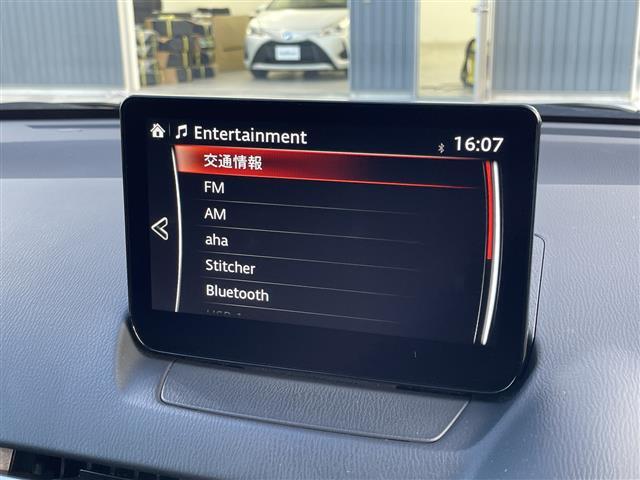 Entertainment
16:07
交通情報
FM
AM
aha
Stitcher
Bluetooth